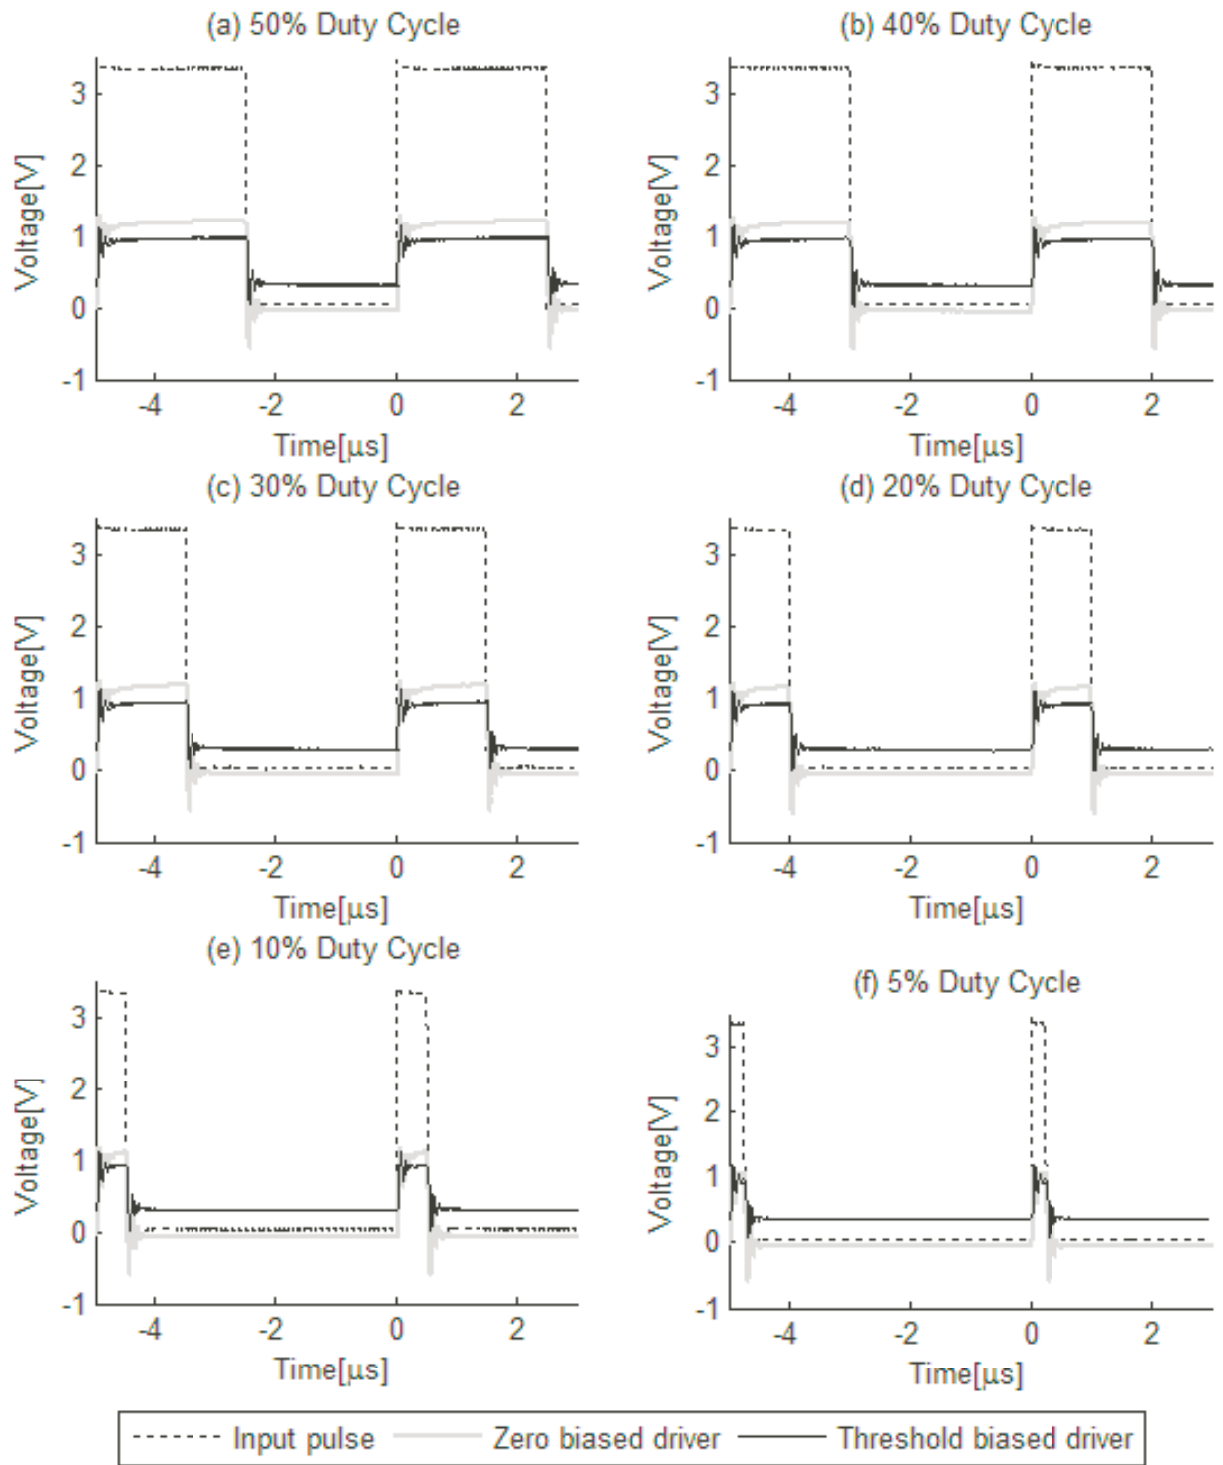 (a) 50% Duty Cycle
(b) 40% Duty Cycle
3
2
1
0
-1
Voltage[V]
-4
-2
0
2
Time[µs]
3
2
1
0
-1
Voltage[V]
-4
-2
0
2
Time[µs]
(c) 30% Duty Cycle
(d) 20% Duty Cycle
3
2
1
0
-1
Voltage[V]
-4
-2
0
2
Time[µs]
3
2
1
0
-1
Voltage[V]
-4
-2
0
2
Time[µs]
(e) 10% Duty Cycle
(f) 5% Duty Cycle
3
2
1
0
-1
Voltage[V]
-4
-2
0
2
Time[µs]
3
2
1
0
-1
Voltage[V]
-4
-2
0
2
Time[µs]
Input pulse Zero biased driver Threshold biased driver